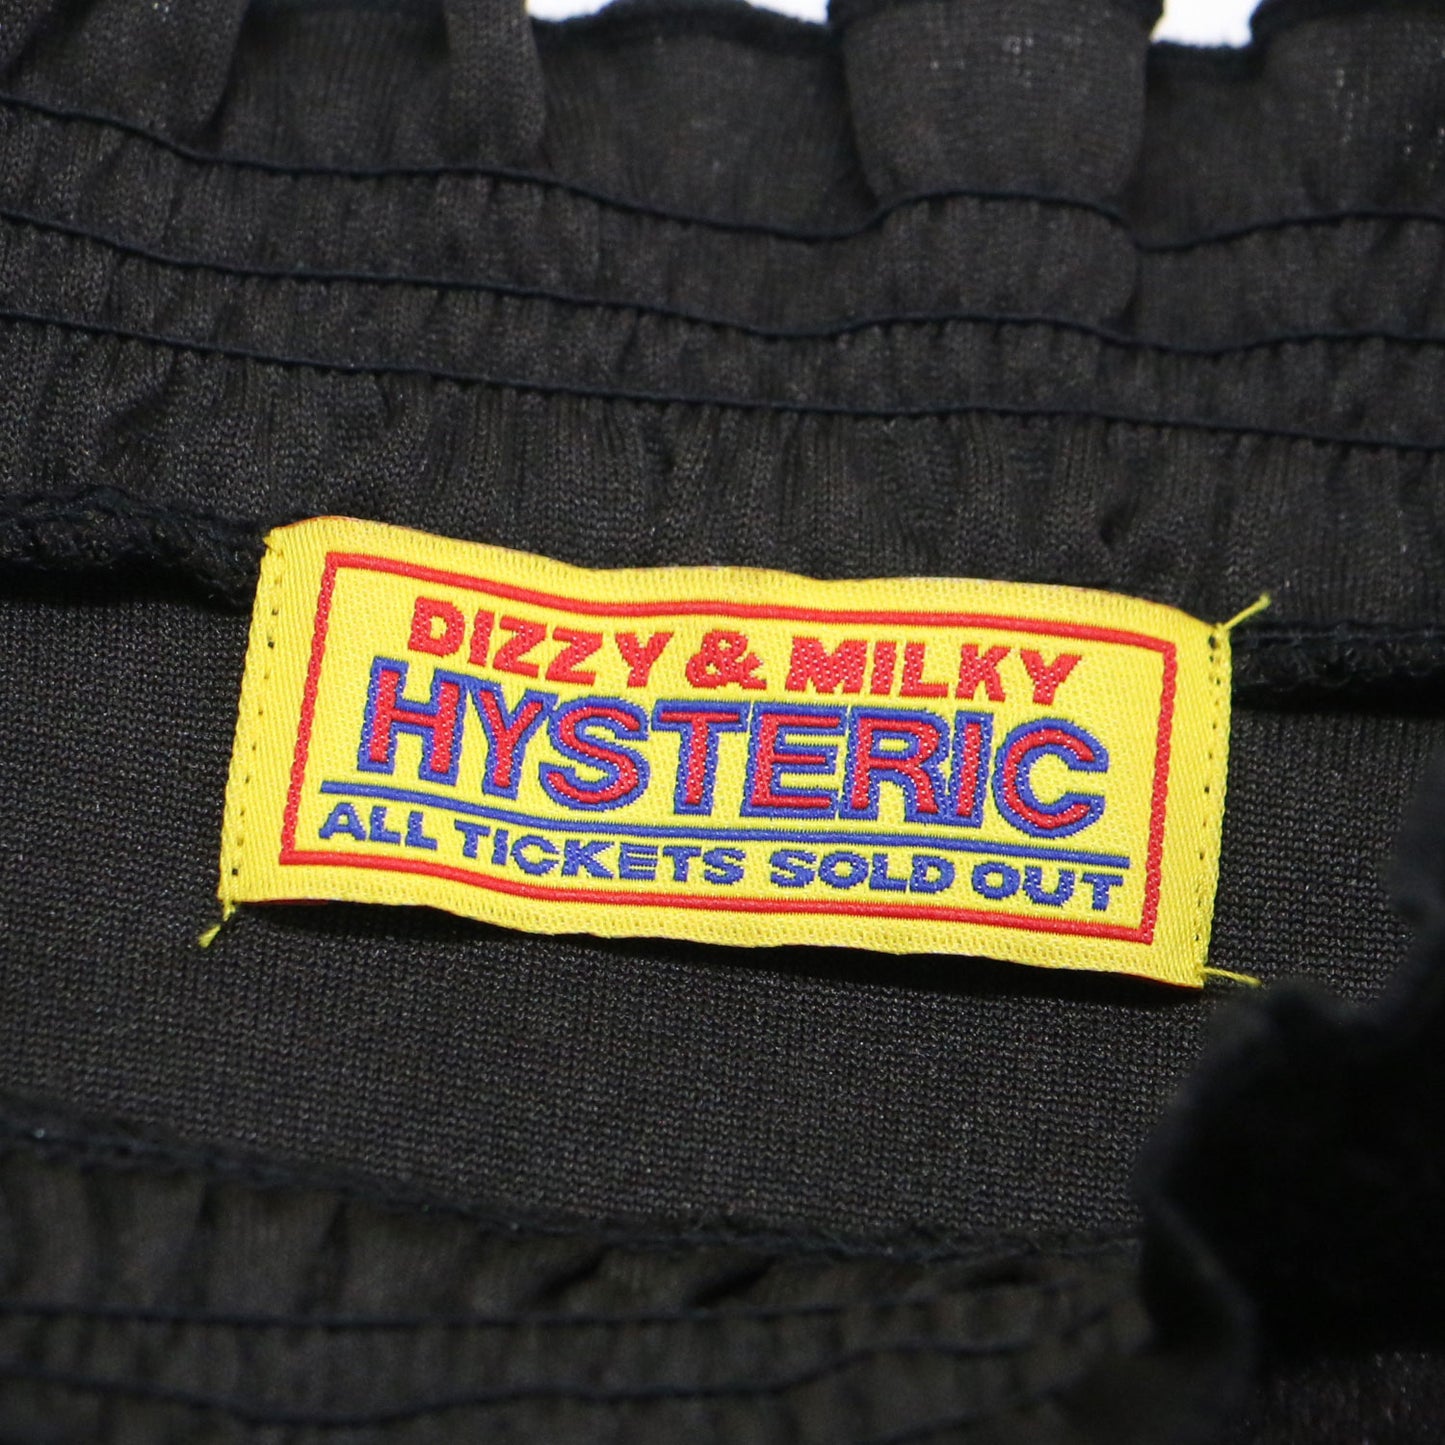 DIZZY & MILKY
HYSTERIC
ALL TICKETS SOLD OUT